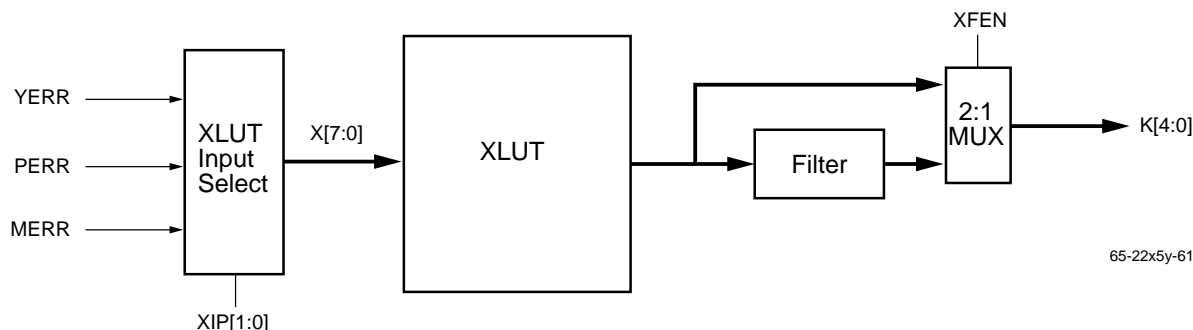 XFEN
YERR
PERR
MERR
XLUT
Input
Select
X[7:0]
XLUT
Filter
2:1
MUX
K[4:0]
65-22x5y-61
XIP[1:0]